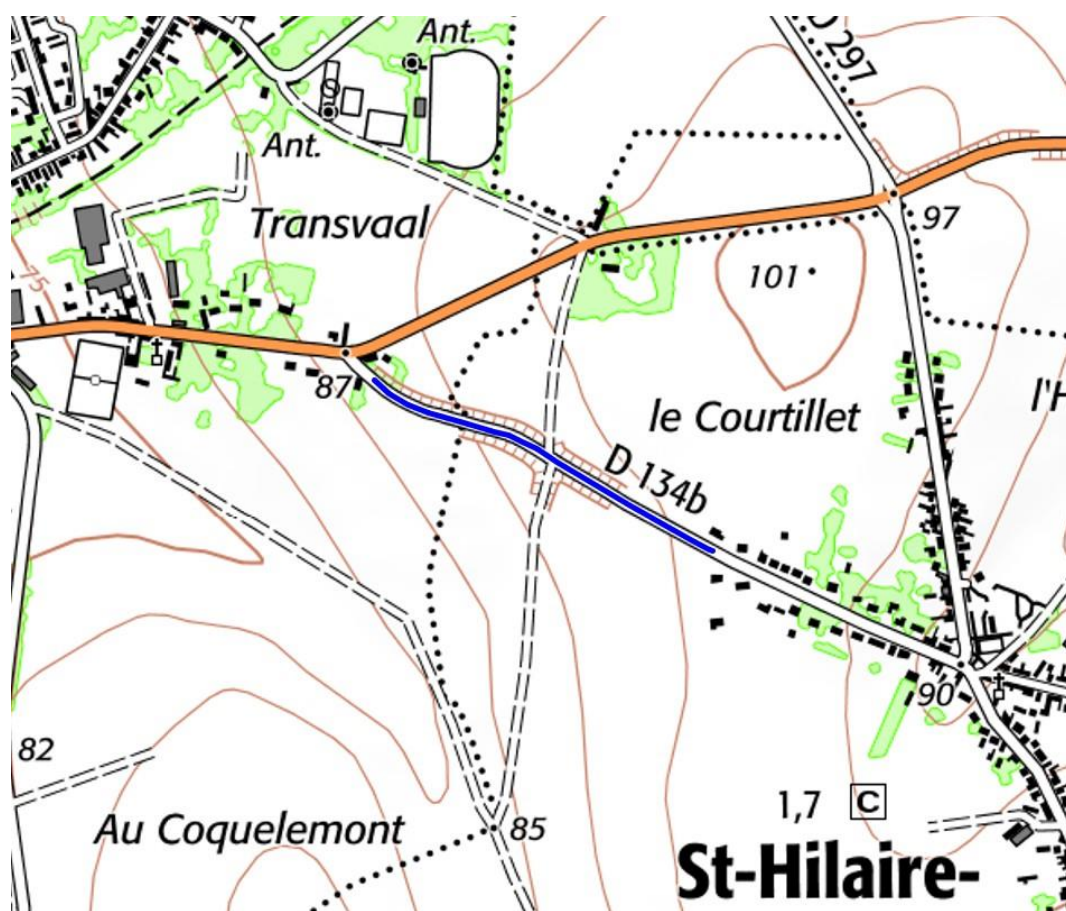 Ant.
D 297
Ant.
Transvaal
97
101
75
87
le Courtillet
l'H
D 134b
90
82
1,7 C
Au Coquelemont
85
St-Hilaire-